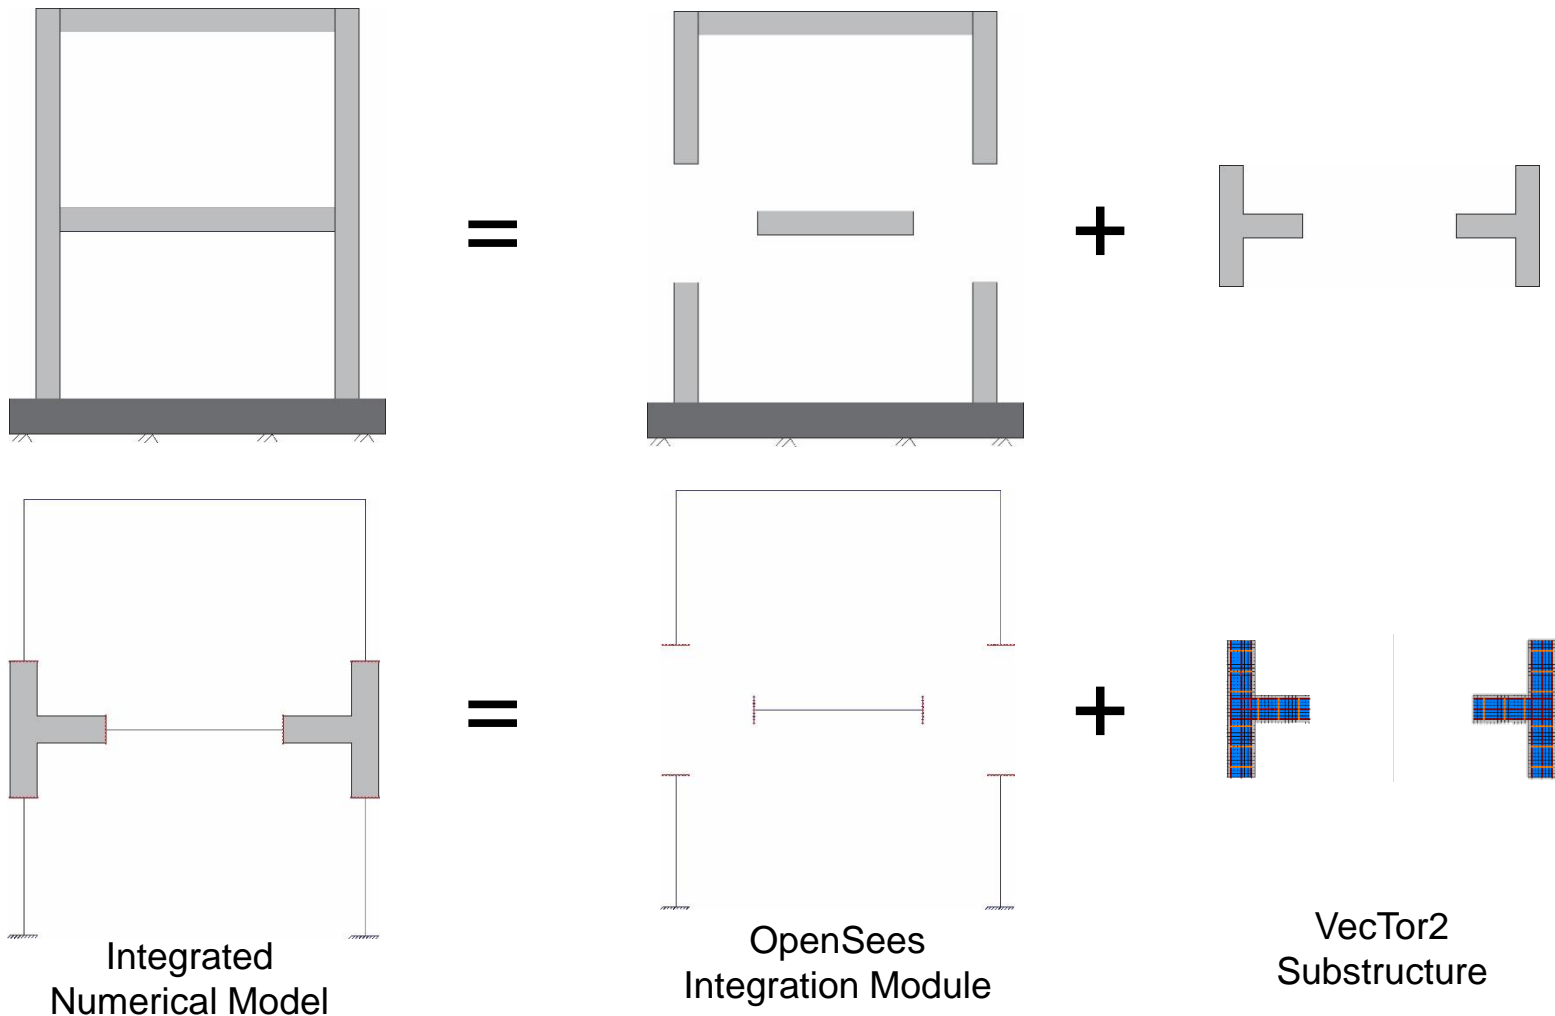 =
+
=
+
Integrated
Numerical Model
OpenSees
Integration Module
VecTor2
Substructure